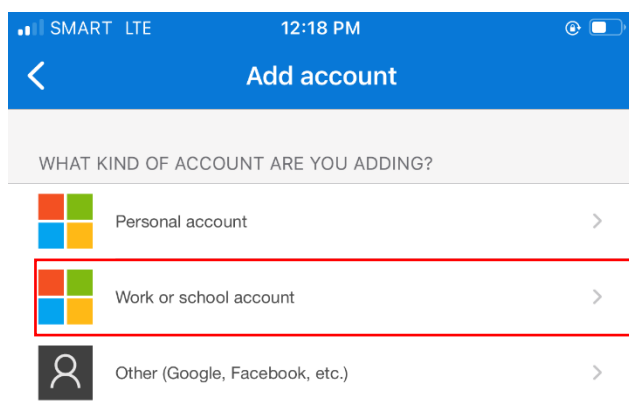 SMART LTE 12:18 PM
Add account
WHAT KIND OF ACCOUNT ARE YOU ADDING?
Personal account
Work or school account
Other (Google, Facebook, etc.)